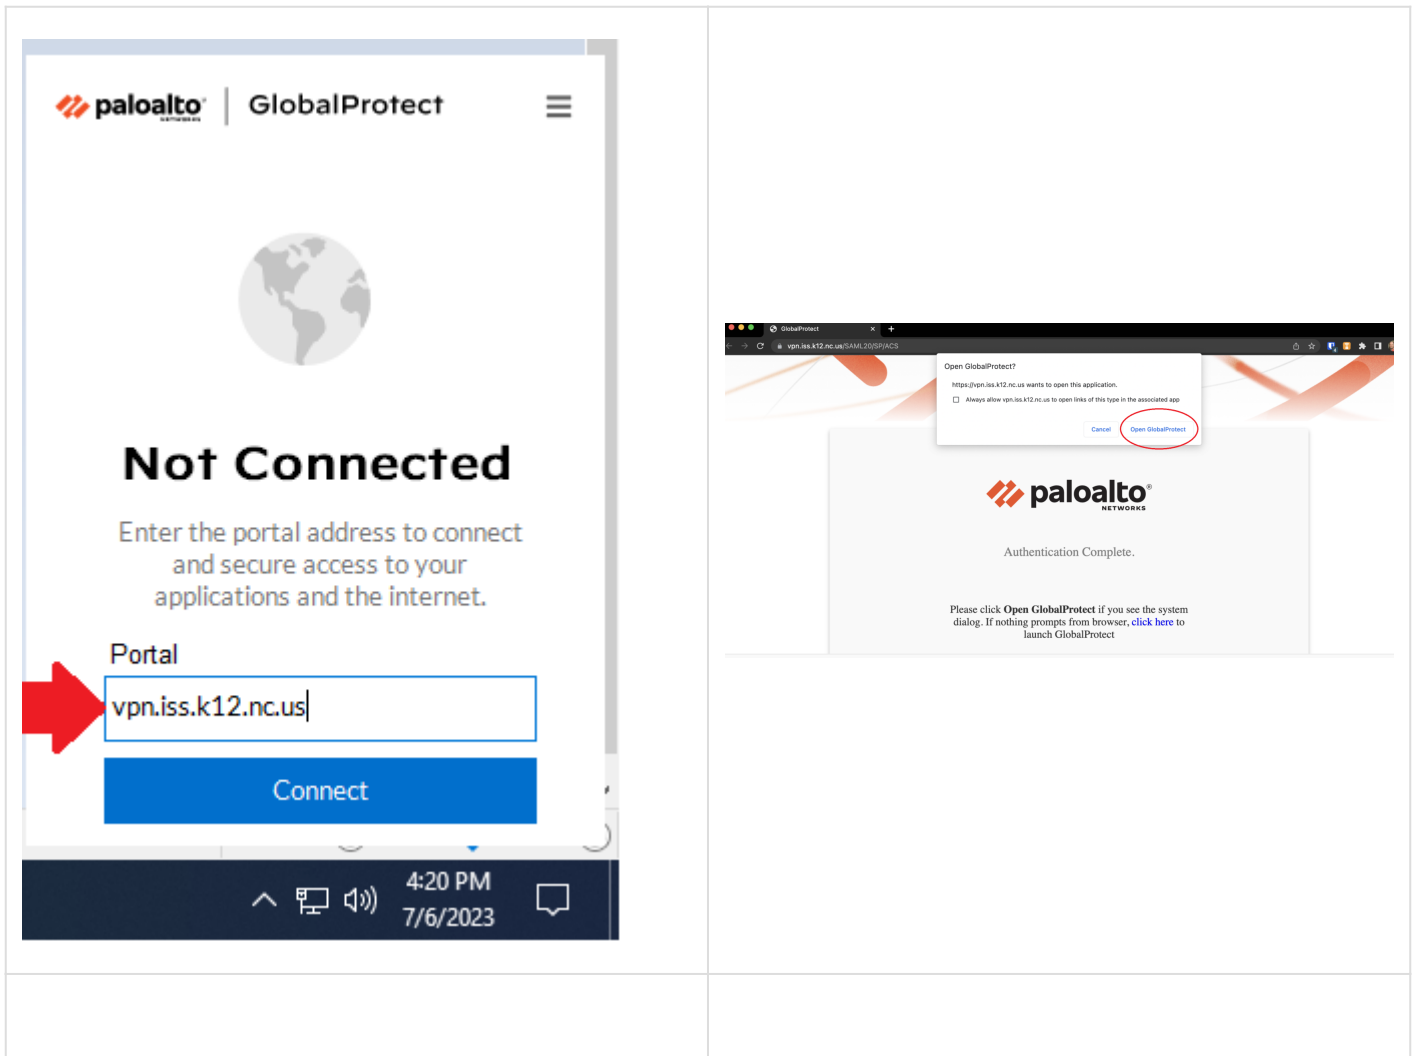 paloalto | GlobalProtect
NETWORKS
Not Connected
Enter the portal address to connect
and secure access to your
applications and the internet.
Portal
vpn.iss.k12.nc.us
Connect
4:20 PM
7/6/2023
GlobalProtect
vpn.iss.k12.nc.us/SAML20/SP/ACS
Open GlobalProtect?
https://vpn.iss.k12.nc.us wants to open this application.
Always allow vpn.iss.k12.nc.us to open links of this type in the associated app
Cancel Open GlobalProtect
paloalto®
NETWORKS
Authentication Complete.
Please click Open GlobalProtect if you see the system
dialog. If nothing prompts from browser, click here to
launch GlobalProtect